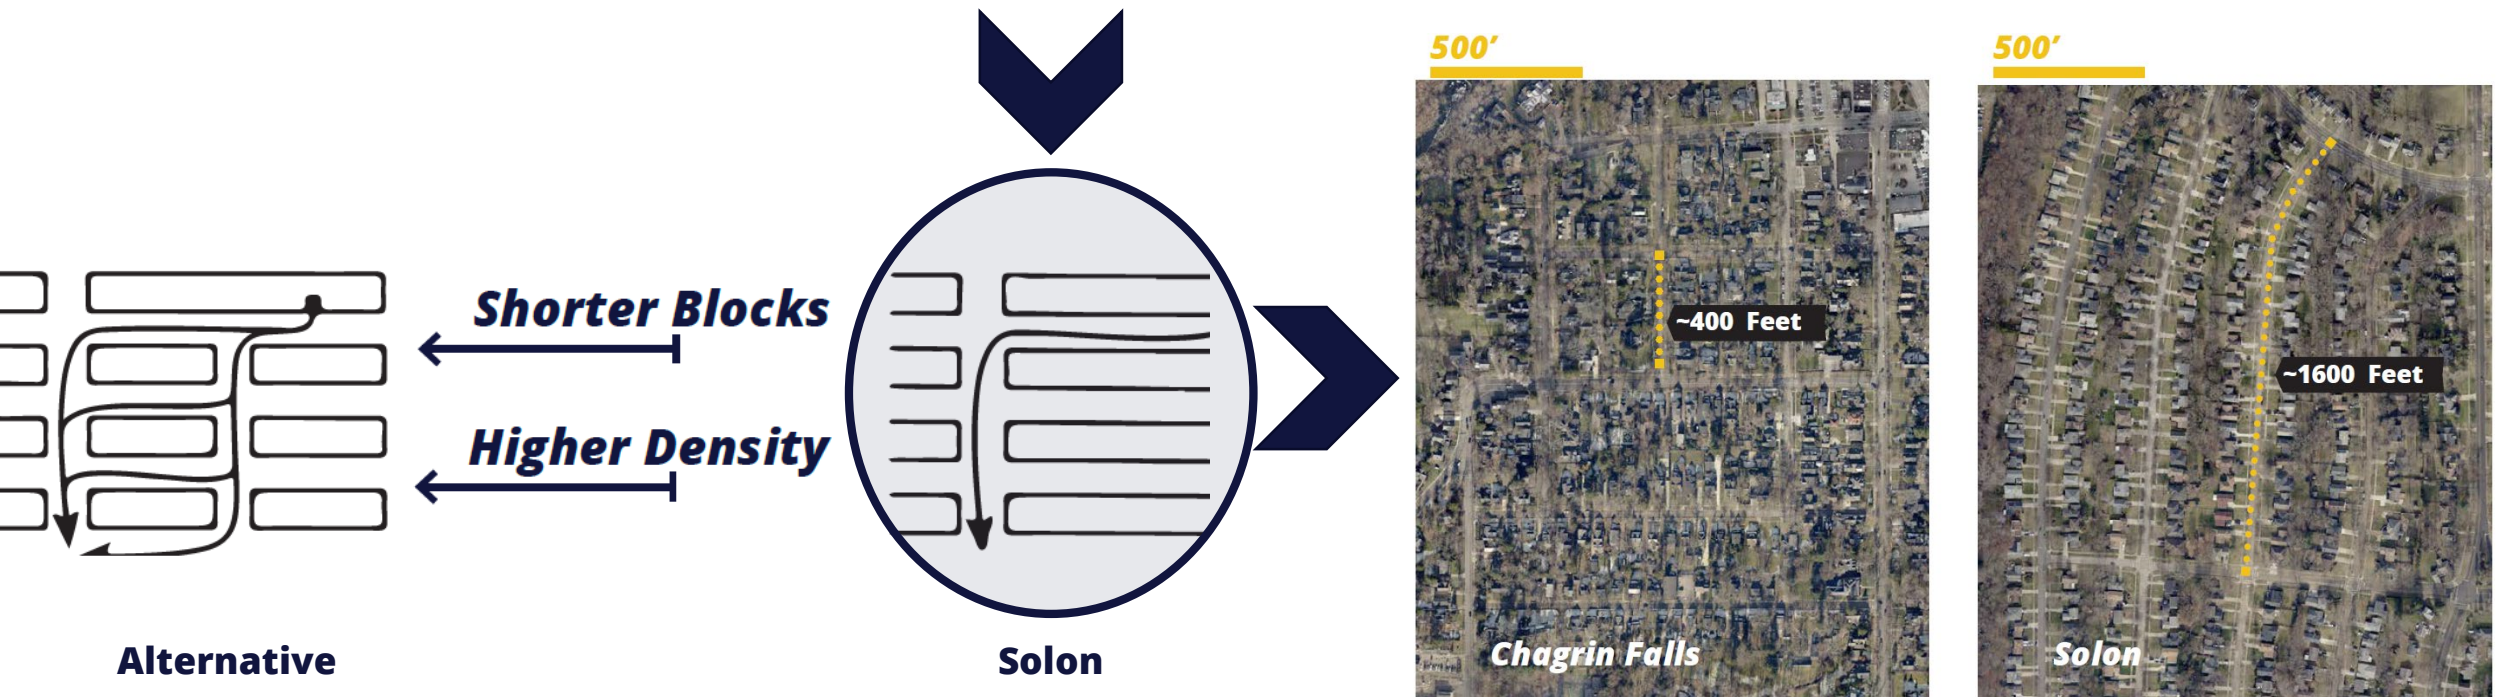 Shorter Blocks
Higher Density
Alternative
Solon
500’
~400 Feet
Chagrin Falls
500’
~1600 Feet
Solon